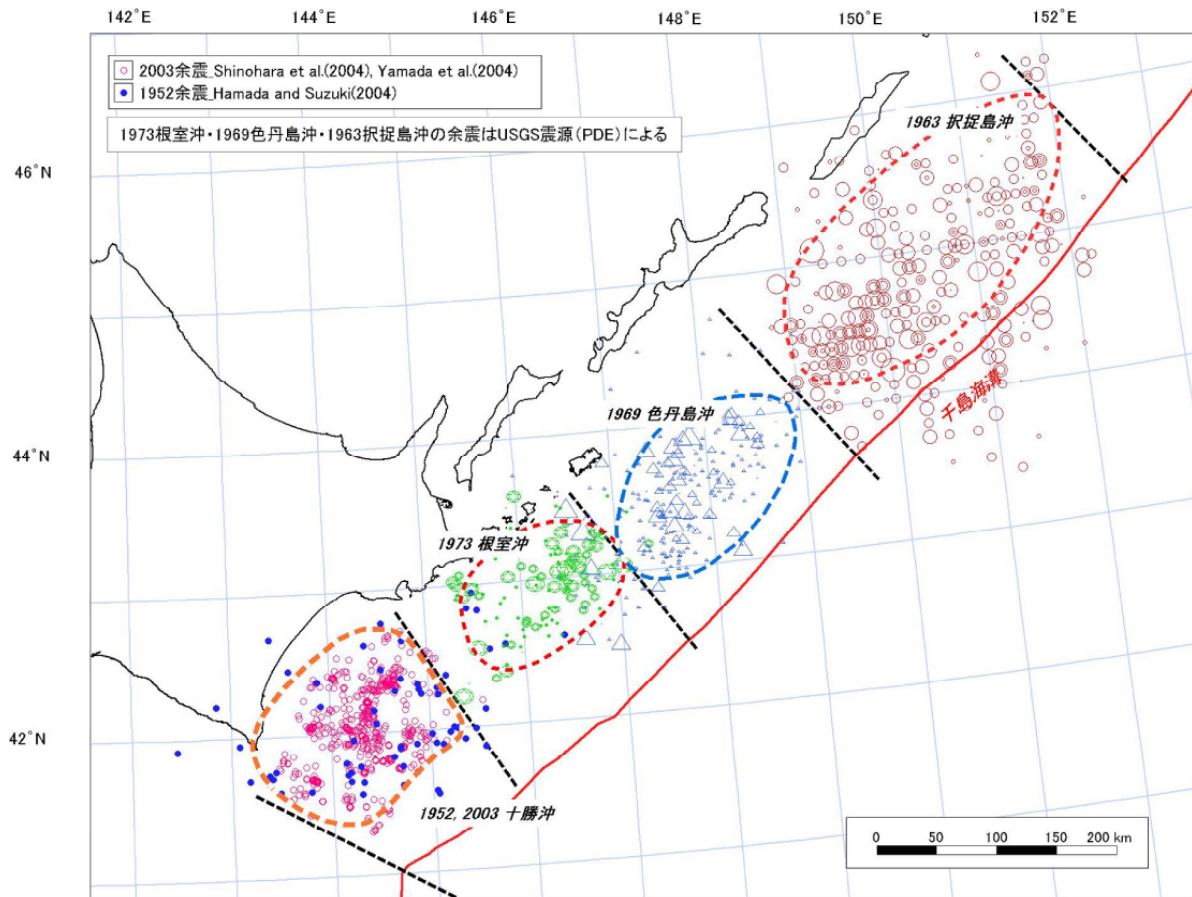 142°E 144°E 146°E 148°E 150°E 152°E
2003余震_Shinohara et al.(2004), Yamada et al.(2004)
1952余震_Hamada and Suzuki(2004)
1973根室沖・1969色丹島沖・1963択捉島沖の余震はUSGS震源(PDE)による
1963 択捉島沖
46°N
千島海溝
1969 色丹島沖
44°N
1973 根室沖
42°N
1952, 2003 十勝沖
0 50 100 150 200 km